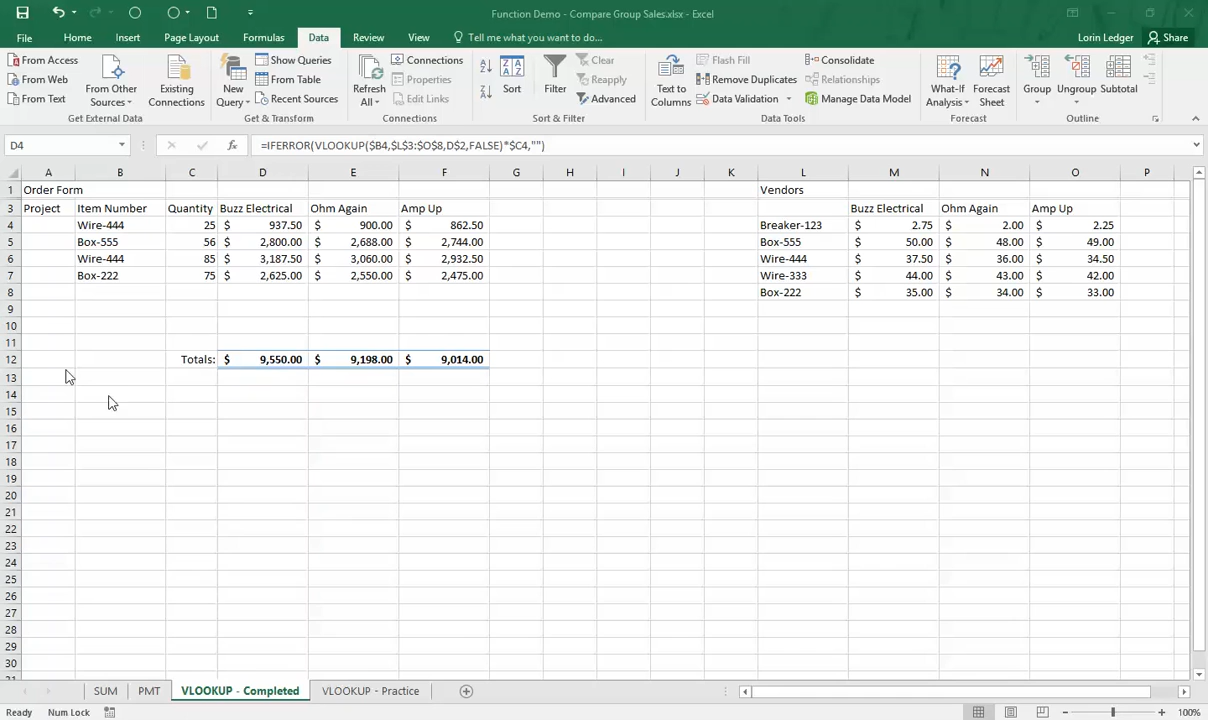 Function Demo - Compare Group Sales.xlsx - Excel
File Home Insert Page Layout Formulas Data Review View Tell me what you want to do... Lorin Ledger Share
From Access
From Web
From Text
From Other Sources
Existing Connections
Get External Data
New Query
Show Queries
From Table
Recent Sources
Get & Transform
Refresh All
Connections
Properties
Edit Links
Connections
Sort
Filter
Clear
Reapply
Advanced
Sort & Filter
Text to Columns
Flash Fill
Remove Duplicates
Data Validation
Consolidate
Relationships
Manage Data Model
Data Tools
What-If Analysis
Forecast Sheet
Forecast
Group
Ungroup
Subtotal
Outline
D4 fx =IFERROR(VLOOKUP($B4,$L$3:$O$8,D$2,FALSE)*$C4,"")
A B C D E F G H I J K L M N O P
1 Order Form Vendors
3 Project Item Number Quantity Buzz Electrical Ohm Again Amp Up Buzz Electrical Ohm Again Amp Up
4 Wire-444 25 $ 937.50 $ 900.00 $ 862.50 Breaker-123 $ 2.75 $ 2.00 $ 2.25
5 Box-555 56 $ 2,800.00 $ 2,688.00 $ 2,744.00 Box-555 $ 50.00 $ 48.00 $ 49.00
6 Wire-444 85 $ 3,187.50 $ 3,060.00 $ 2,932.50 Wire-444 $ 37.50 $ 36.00 $ 34.50
7 Box-222 75 $ 2,625.00 $ 2,550.00 $ 2,475.00 Wire-333 $ 44.00 $ 43.00 $ 42.00
8 Box-222 $ 35.00 $ 34.00 $ 33.00
9
10
11
12 Totals: $ 9,550.00 $ 9,198.00 $ 9,014.00
13
14
15
16
17
18
19
20
21
22
23
24
25
26
27
28
29
30
SUM PMT VLOOKUP - Completed VLOOKUP - Practice
Ready Num Lock 100%